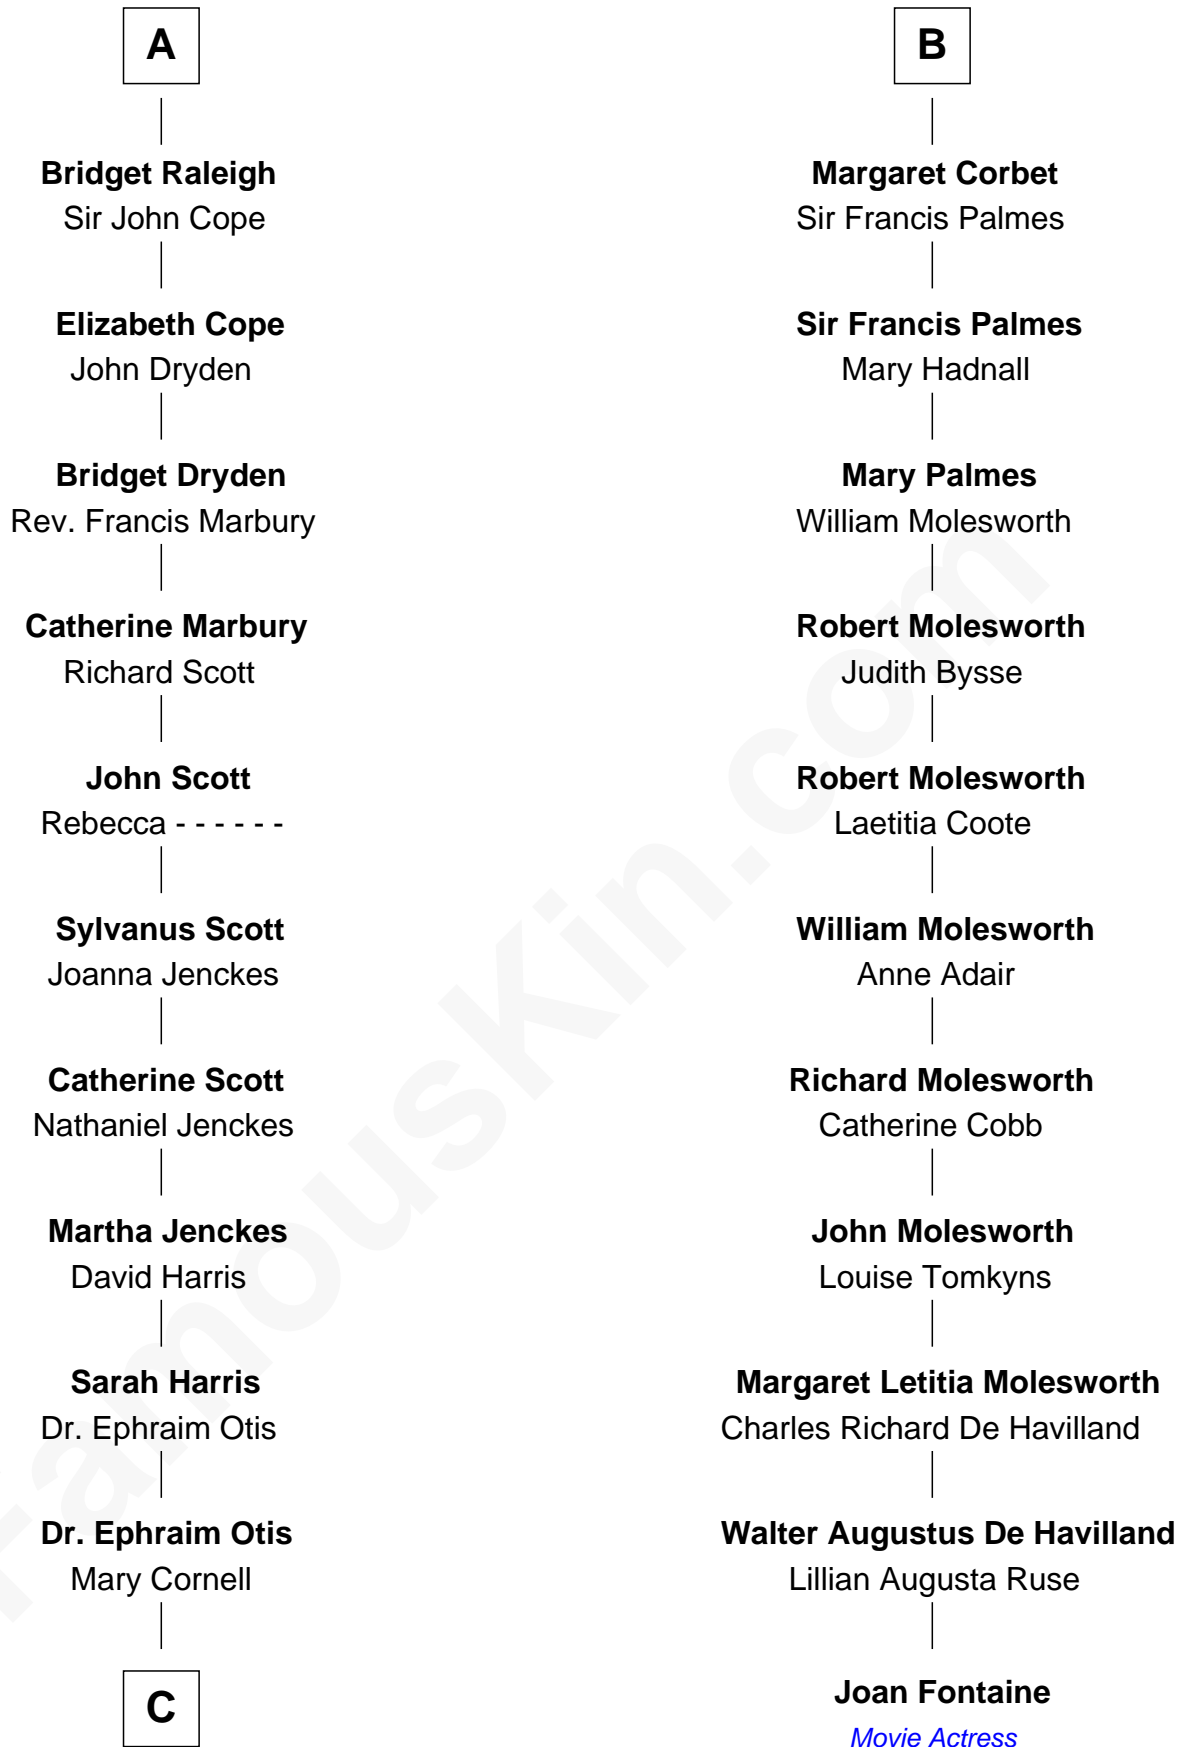 A
Bridget Raleigh
Sir John Cope
Elizabeth Cope
John Dryden
Bridget Dryden
Rev. Francis Marbury
Catherine Marbury
Richard Scott
John Scott
Rebecca - - - - - -
Sylvanus Scott
Joanna Jenckes
Catherine Scott
Nathaniel Jenckes
Martha Jenckes
David Harris
Sarah Harris
Dr. Ephraim Otis
Dr. Ephraim Otis
Mary Cornell
C
B
Margaret Corbet
Sir Francis Palmes
Sir Francis Palmes
Mary Hadnall
Mary Palmes
William Molesworth
Robert Molesworth
Judith Bysse
Robert Molesworth
Laetitia Coote
William Molesworth
Anne Adair
Richard Molesworth
Catherine Cobb
John Molesworth
Louise Tomkyns
Margaret Letitia Molesworth
Charles Richard De Havilland
Walter Augustus De Havilland
Lillian Augusta Ruse
Joan Fontaine
Movie Actress
FamousKin.com